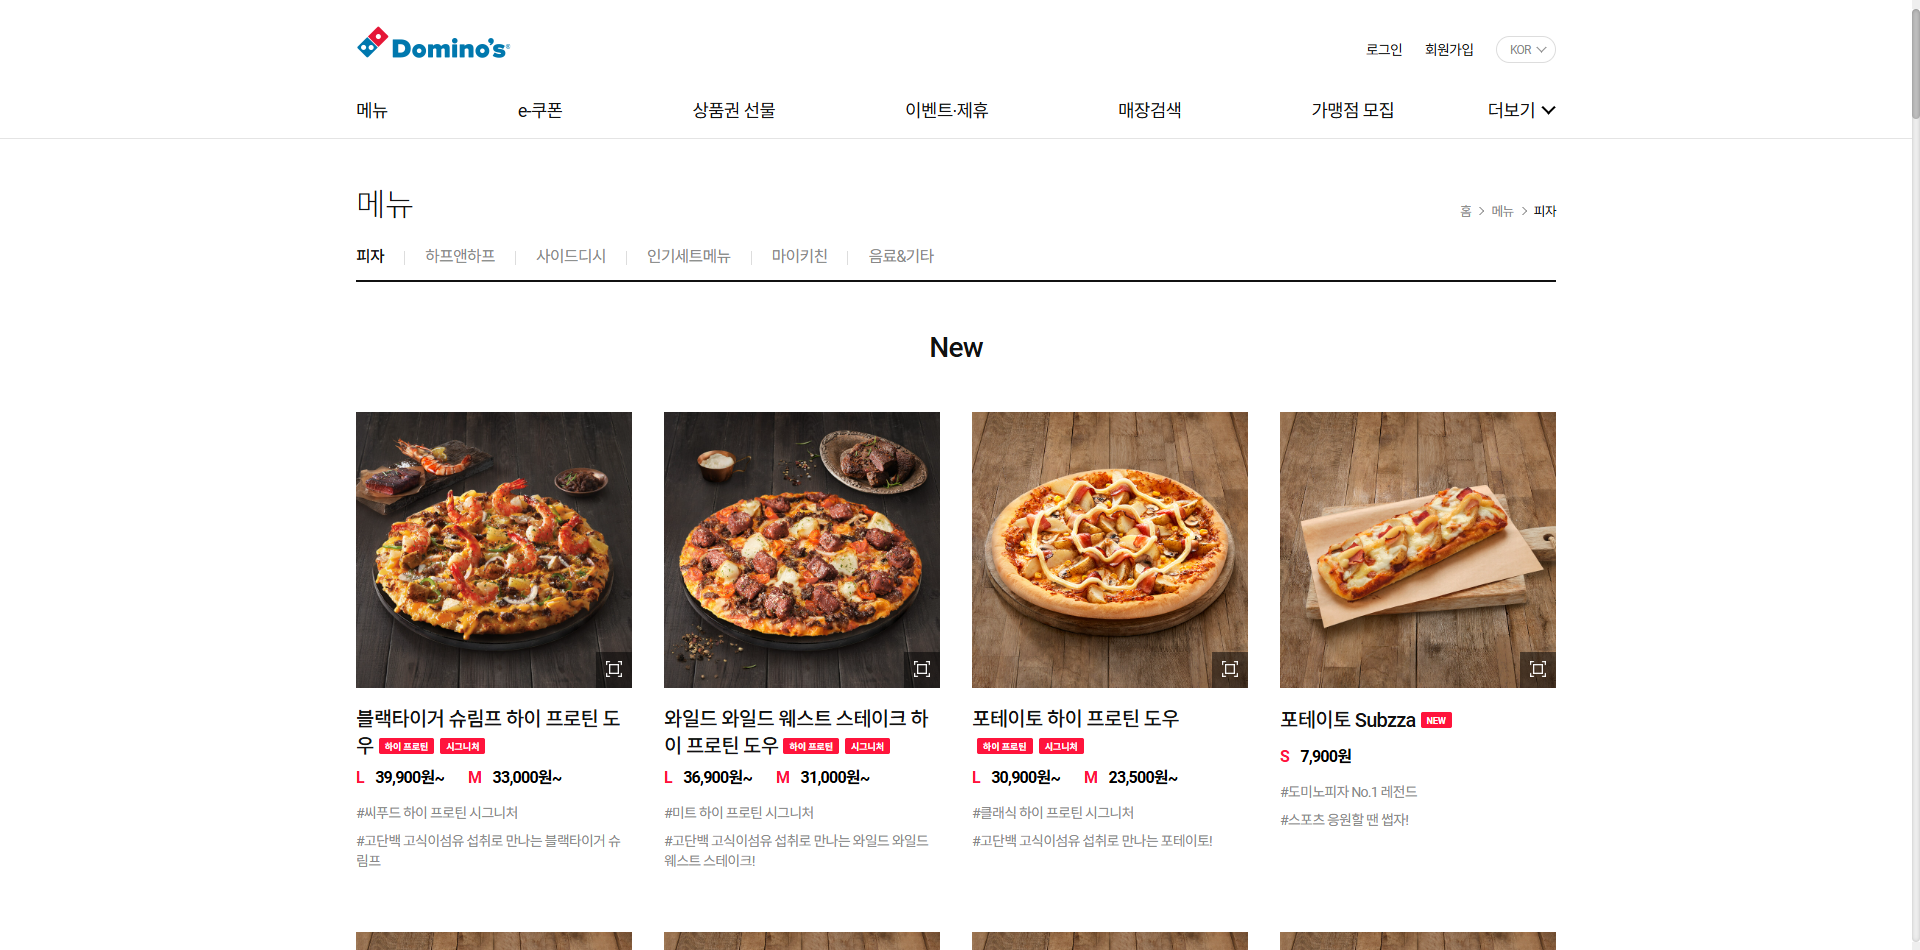 Domino's
로그인 회원가입 KOR
메뉴 e-쿠폰 상품권 선물 이벤트·제휴 매장검색 가맹점 모집 더보기
메뉴
홈 > 메뉴 > 피자
피자 하프앤하프 사이드디시 인기세트메뉴 마이키친 음료&기타
New
블랙타이거 슈림프 하이 프로틴 도
우 하이 프로틴 시그니처
L 39,900원~ M 33,000원~
#씨푸드 하이 프로틴 시그니처
#고단백 고식이섬유 섭취로 만나는 블랙타이거 슈
림프
와일드 와일드 웨스트 스테이크 하
이 프로틴 도우 하이 프로틴 시그니처
L 36,900원~ M 31,000원~
#미트 하이 프로틴 시그니처
#고단백 고식이섬유 섭취로 만나는 와일드 와일드
웨스트 스테이크!
포테이토 하이 프로틴 도우
하이 프로틴 시그니처
L 30,900원~ M 23,500원~
#클래식 하이 프로틴 시그니처
#고단백 고식이섬유 섭취로 만나는 포테이토!
포테이토 Subzza NEW
S 7,900원
#도미노피자 No.1 레전드
#스포츠 응원할 땐 썹자!